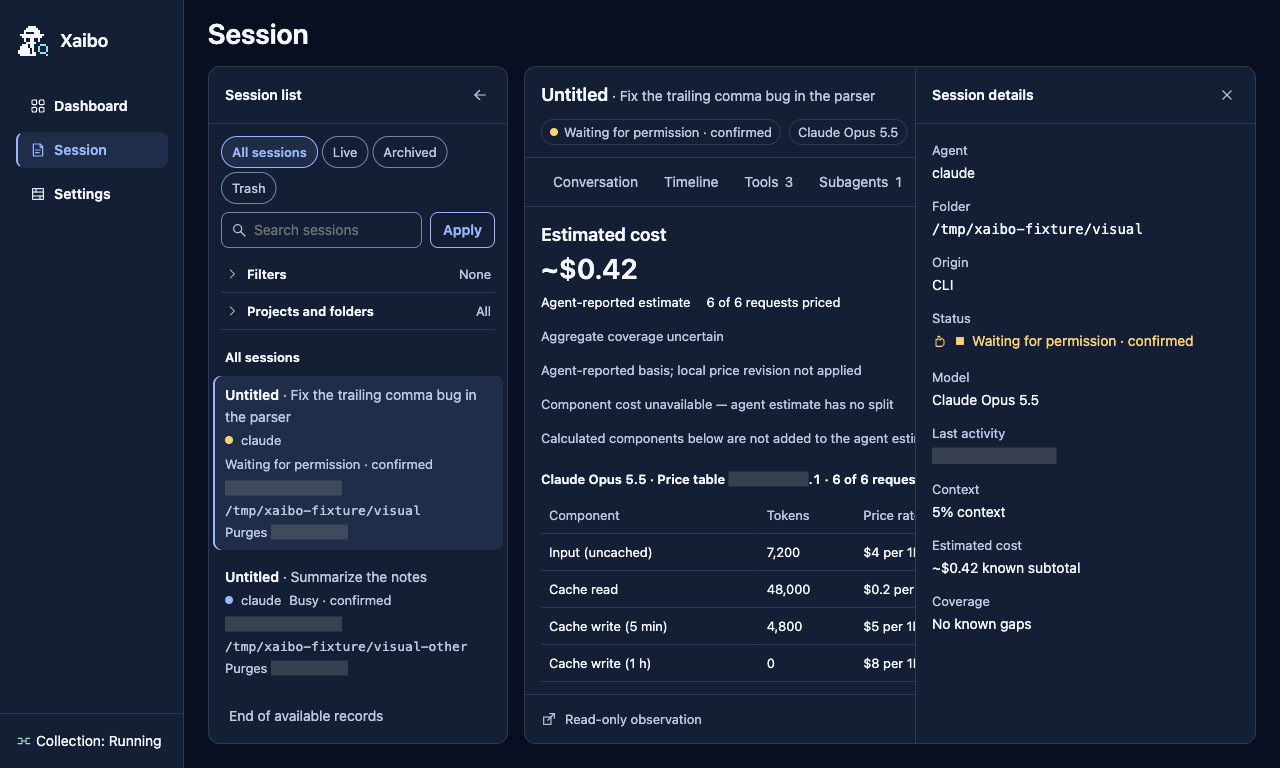 Xaibo
Dashboard
Session
Settings
Collection: Running
Session
Session list
All sessions
Live
Archived
Trash
Search sessions
Apply
Filters
None
Projects and folders
All
All sessions
Untitled · Fix the trailing comma bug in
the parser
claude
Waiting for permission · confirmed
/tmp/xaibo-fixture/visual
Purges
Untitled · Summarize the notes
claude Busy · confirmed
/tmp/xaibo-fixture/visual-other
Purges
End of available records
Untitled · Fix the trailing comma bug in the parser
Waiting for permission · confirmed
Claude Opus 5.5
Conversation
Timeline
Tools 3
Subagents 1
Estimated cost
~$0.42
Agent-reported estimate 6 of 6 requests priced
Aggregate coverage uncertain
Agent-reported basis; local price revision not applied
Component cost unavailable — agent estimate has no split
Calculated components below are not added to the agent esti
Claude Opus 5.5 · Price table .1 · 6 of 6 reques
Component Tokens Price rat
Input (uncached) 7,200 $4 per 1
Cache read 48,000 $0.2 per
Cache write (5 min) 4,800 $5 per 1
Cache write (1 h) 0 $8 per 1
Read-only observation
Session details
Agent
claude
Folder
/tmp/xaibo-fixture/visual
Origin
CLI
Status
Waiting for permission · confirmed
Model
Claude Opus 5.5
Last activity
Context
5% context
Estimated cost
~$0.42 known subtotal
Coverage
No known gaps